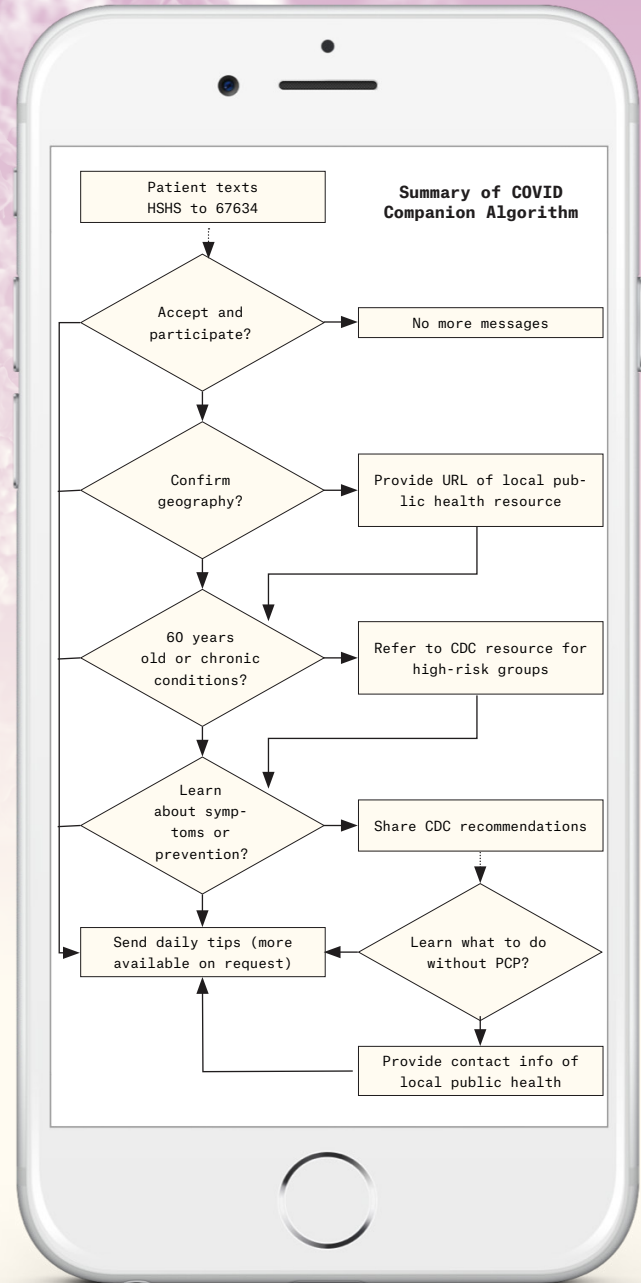 Patient texts
HSHS to 67634
Summary of COVID
Companion Algorithm
Accept and
participate?
No more messages
Confirm
geography?
Provide URL of local pub-
lic health resource
60 years
old or chronic
conditions?
Refer to CDC resource for
high-risk groups
Learn
about symp-
toms or
prevention?
Share CDC recommendations
Send daily tips (more
available on request)
Learn what to do
without PCP?
Provide contact info of
local public health